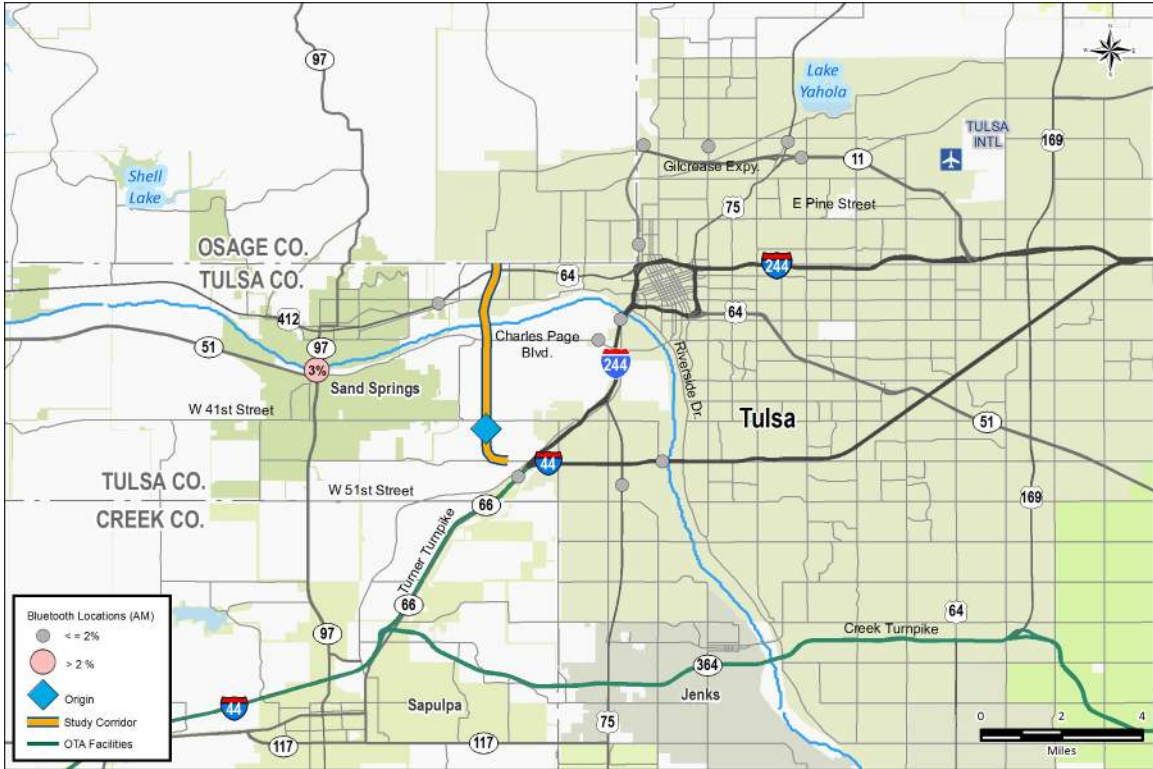 N
W
E
S
97
Lake
Yahola
TULSA
INTL
169
Gilcrease Expy.
11
Shell
Lake
75
E Pine Street
OSAGE CO.
TULSA CO.
64
244
412
64
51
97
Charles Page
Blvd.
3%
Sand Springs
244
Riverside Dr.
W 41st Street
Tulsa
51
44
TULSA CO.
W 51st Street
CREEK CO.
66
169
Turner Turnpike
66
64
97
Creek Turnpike
364
Jenks
Sapulpa
44
75
117
117
Bluetooth Locations (AM)
< = 2%
> 2 %
Origin
Study Corridor
OTA Facilities
0 2 4
Miles